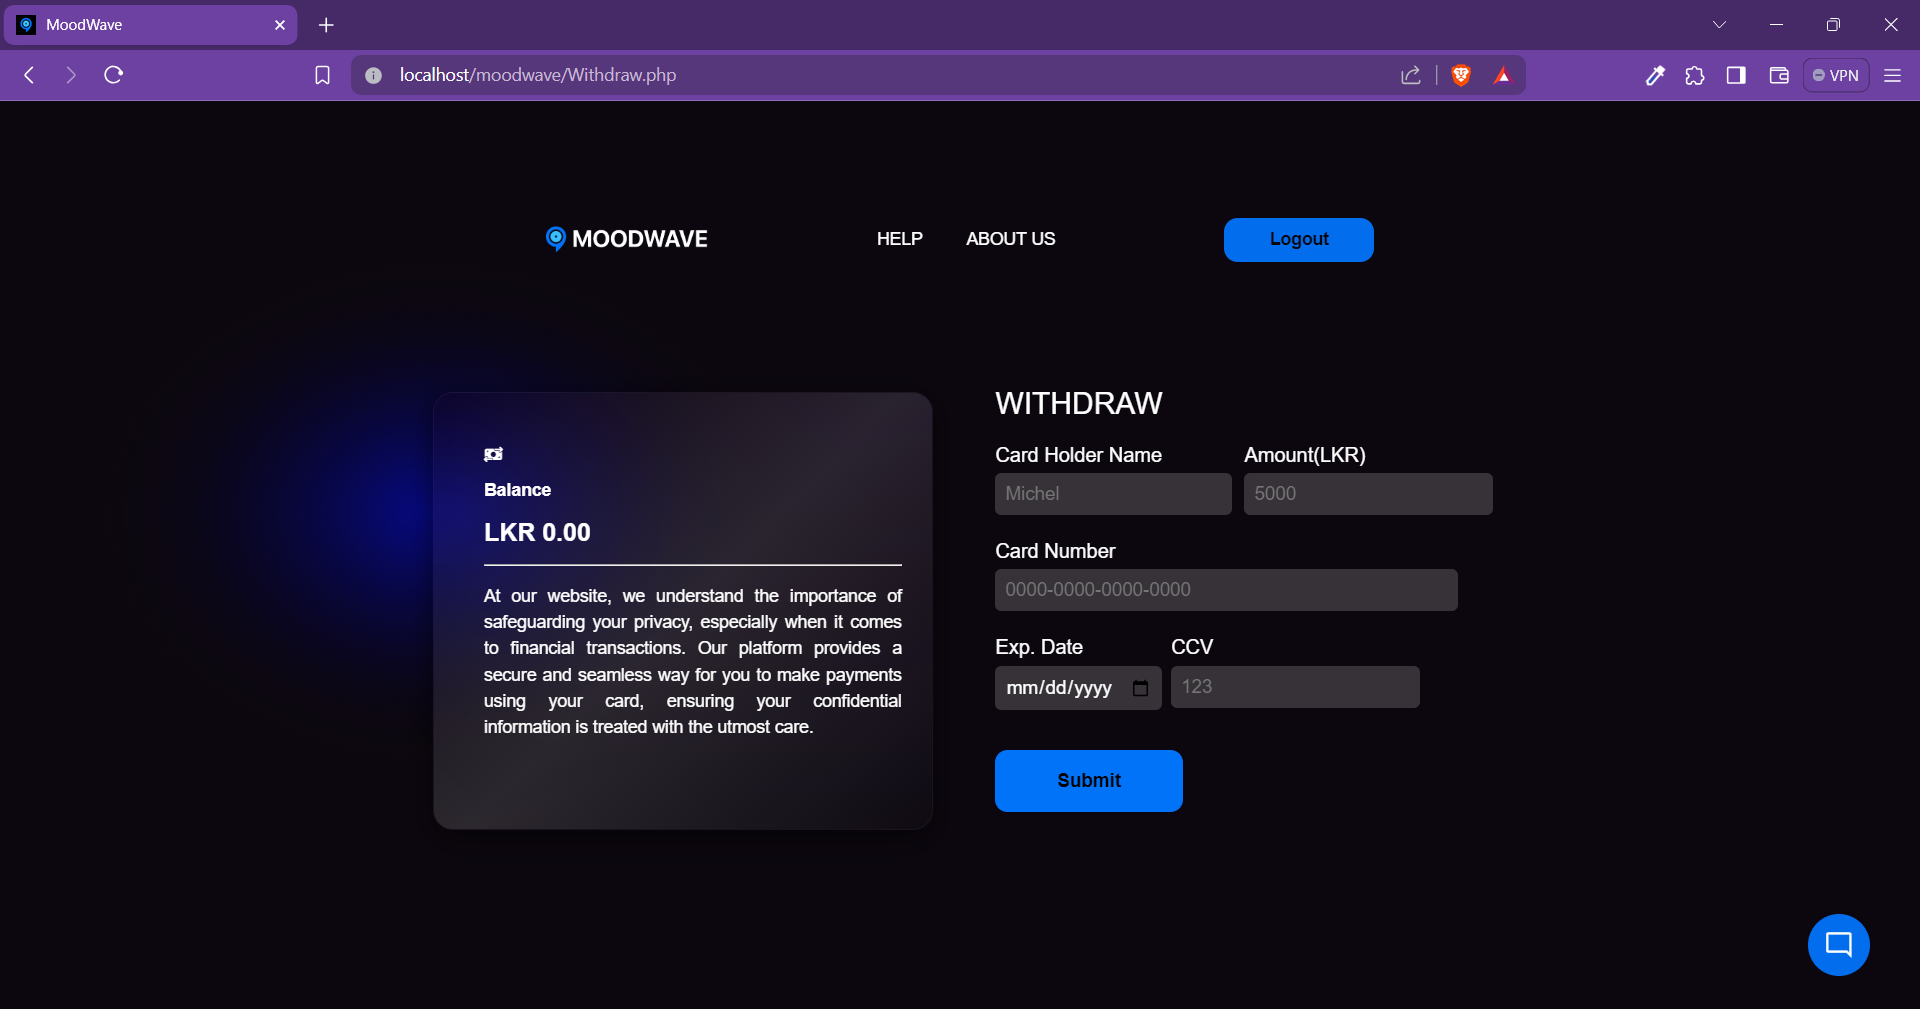 MoodWave
localhost/moodwave/Withdraw.php
VPN
MOODWAVE
HELP
ABOUT US
Logout
Balance
LKR 0.00
At our website, we understand the importance of
safeguarding your privacy, especially when it comes
to financial transactions. Our platform provides a
secure and seamless way for you to make payments
using your card, ensuring your confidential
information is treated with the utmost care.
WITHDRAW
Card Holder Name
Amount(LKR)
Michel
5000
Card Number
0000-0000-0000-0000
Exp. Date
CCV
mm/dd/yyyy
123
Submit